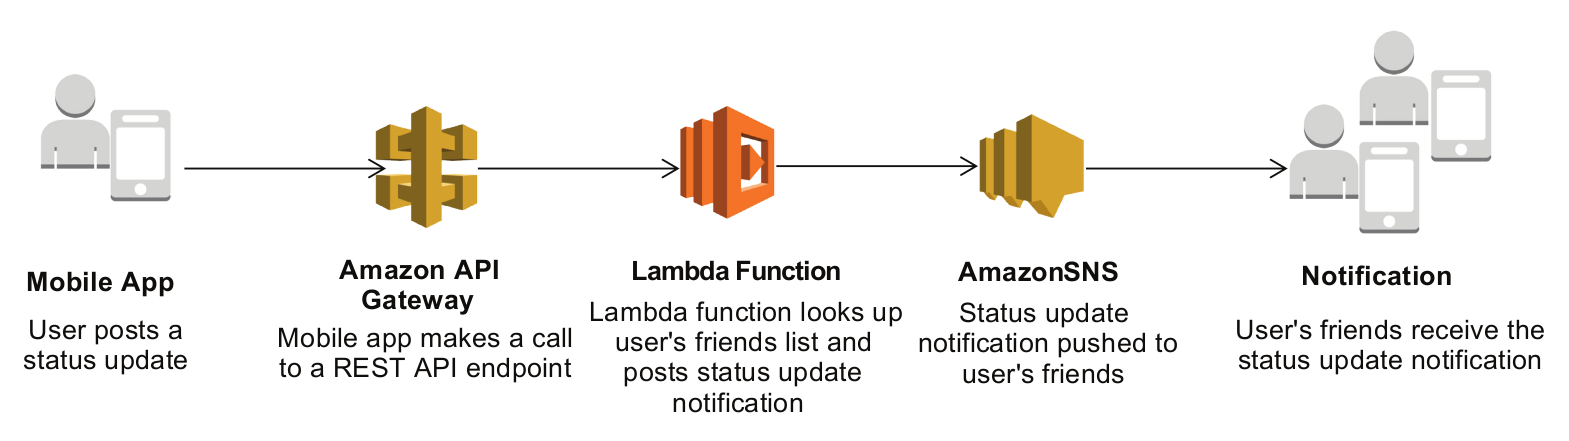 Mobile App
User posts a
status update
Amazon API
Gateway
Mobile app makes a call
to a REST API endpoint
Lambda Function
Lambda function looks up
user's friends list and
posts status update
notification
AmazonSNS
Status update
notification pushed to
user's friends
Notification
User's friends receive the
status update notification